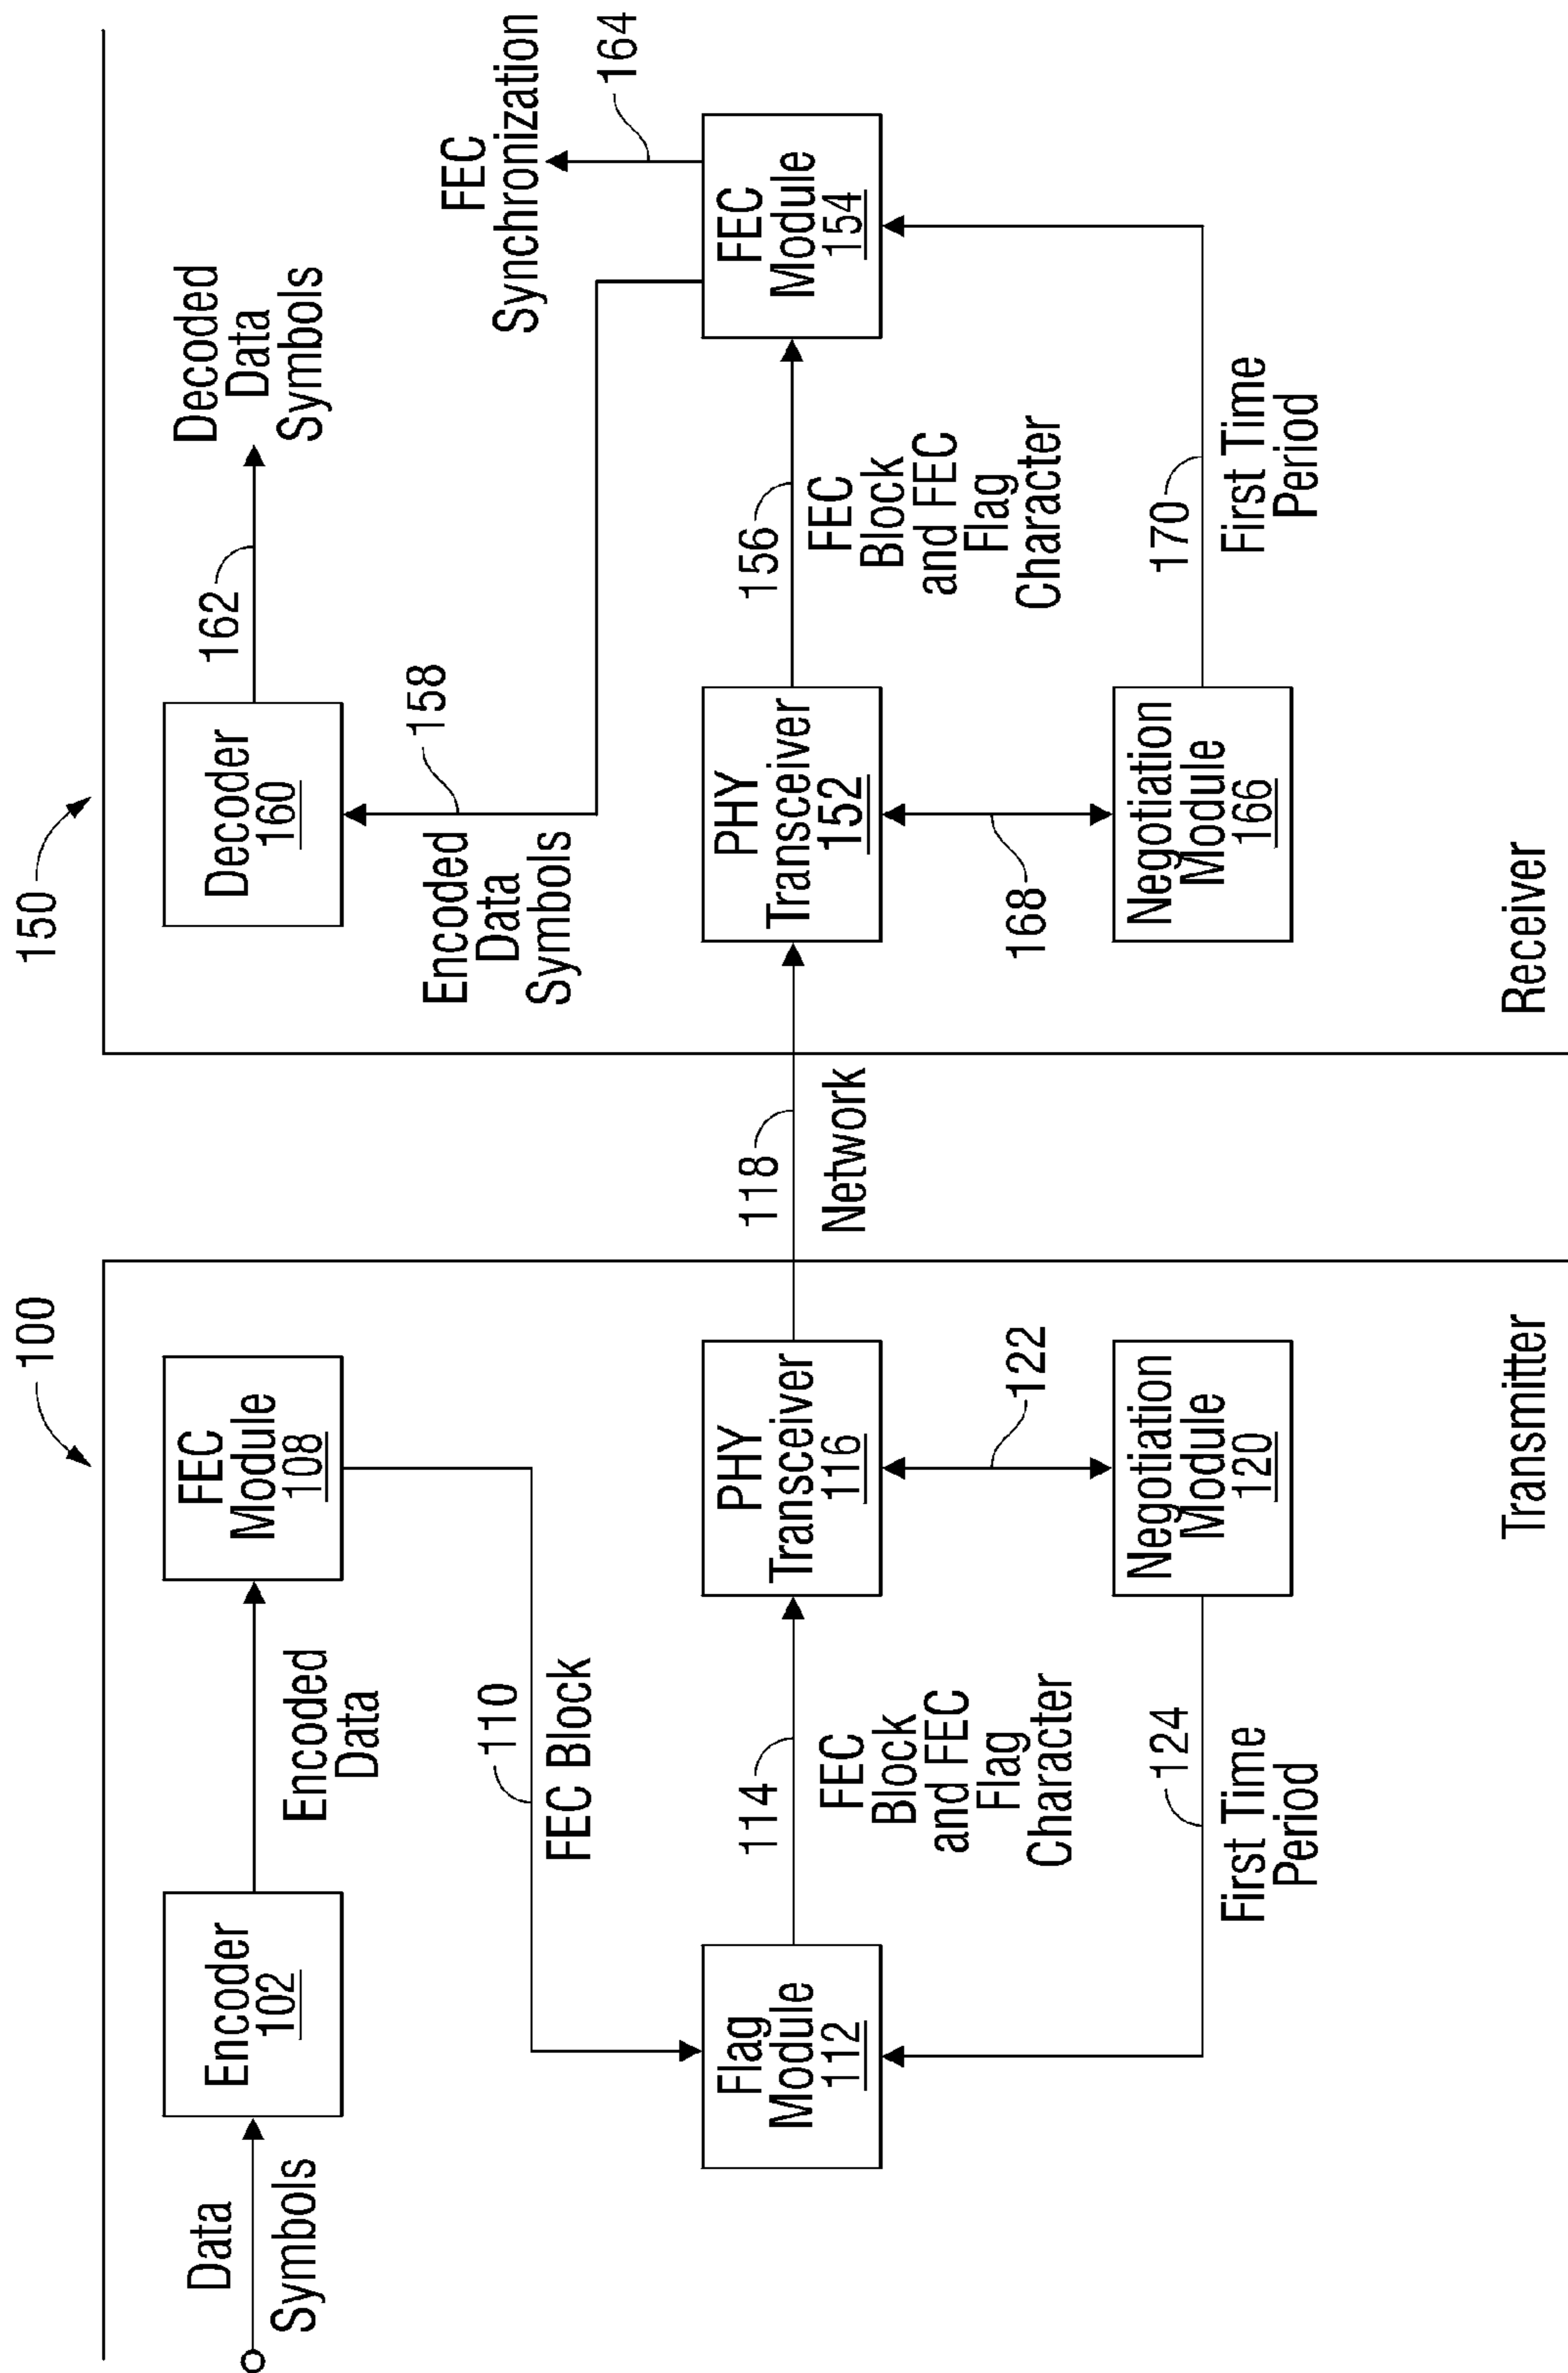 100
Data
Symbols
Encoder
102
Encoded
Data
FEC
Module
108
110
FEC Block
Flag
Module
112
114
FEC
Block
and FEC
Flag
Character
PHY
Transceiver
116
122
Negotiation
Module
120
124
First Time
Period
Transmitter
118
Network
150
Decoder
160
162
Decoded
Data
Symbols
158
Encoded
Data
Symbols
FEC
Synchronization
164
PHY
Transceiver
152
156
FEC
Block
and FEC
Flag
Character
FEC
Module
154
168
Negotiation
Module
166
170
First Time
Period
Receiver